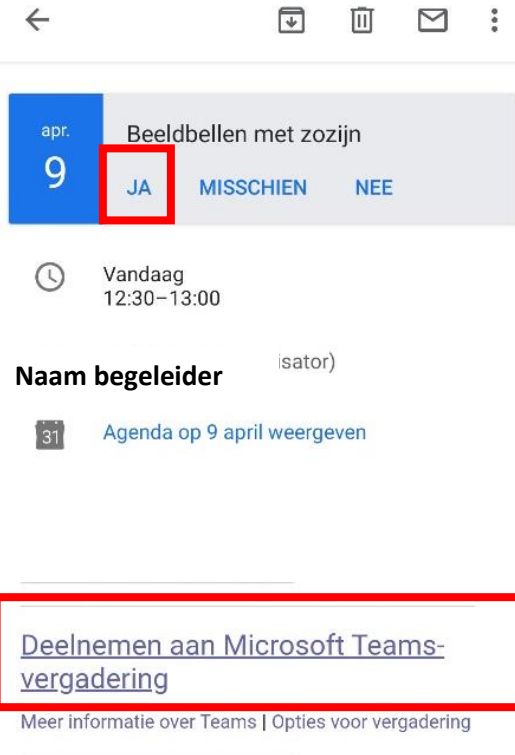 apr.
9
Beeldbellen met zozijn
JA MISSCHIEN NEE
Vandaag
12:30–13:00
isator)
Naam begeleider
31
Agenda op 9 april weergeven
Deelnemen aan Microsoft Teams-
vergadering
Meer informatie over Teams | Opties voor vergadering